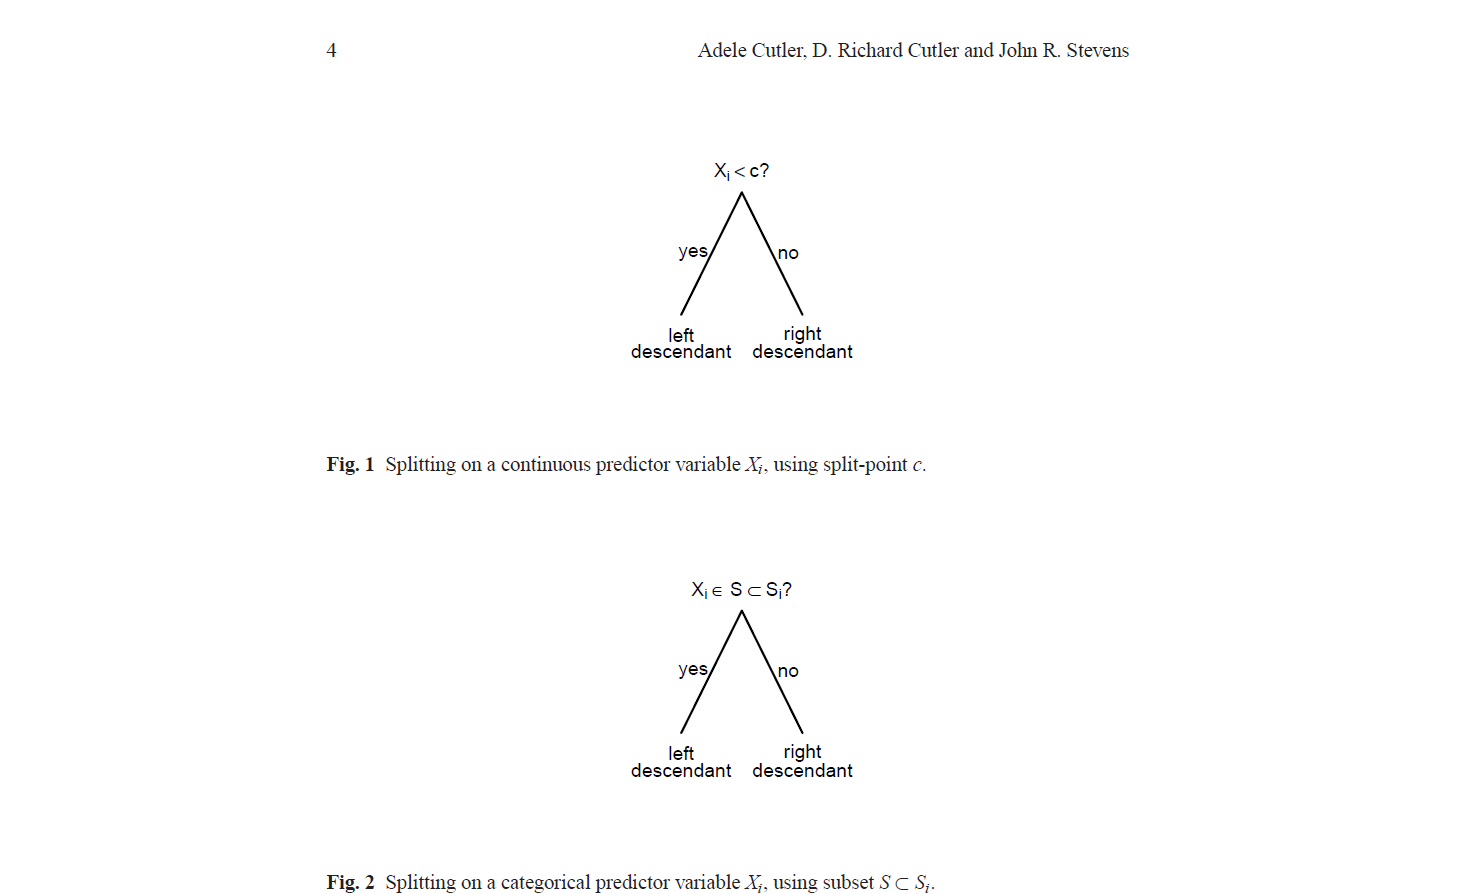 4 Adele Cutler, D. Richard Cutler and John R. Stevens
Xᵢ < c?
yes no
left right
descendant descendant
Fig. 1 Splitting on a continuous predictor variable Xᵢ, using split-point c.
Xᵢ ∈ S ⊂ Sᵢ?
yes no
left right
descendant descendant
Fig. 2 Splitting on a categorical predictor variable Xᵢ, using subset S ⊂ Sᵢ.